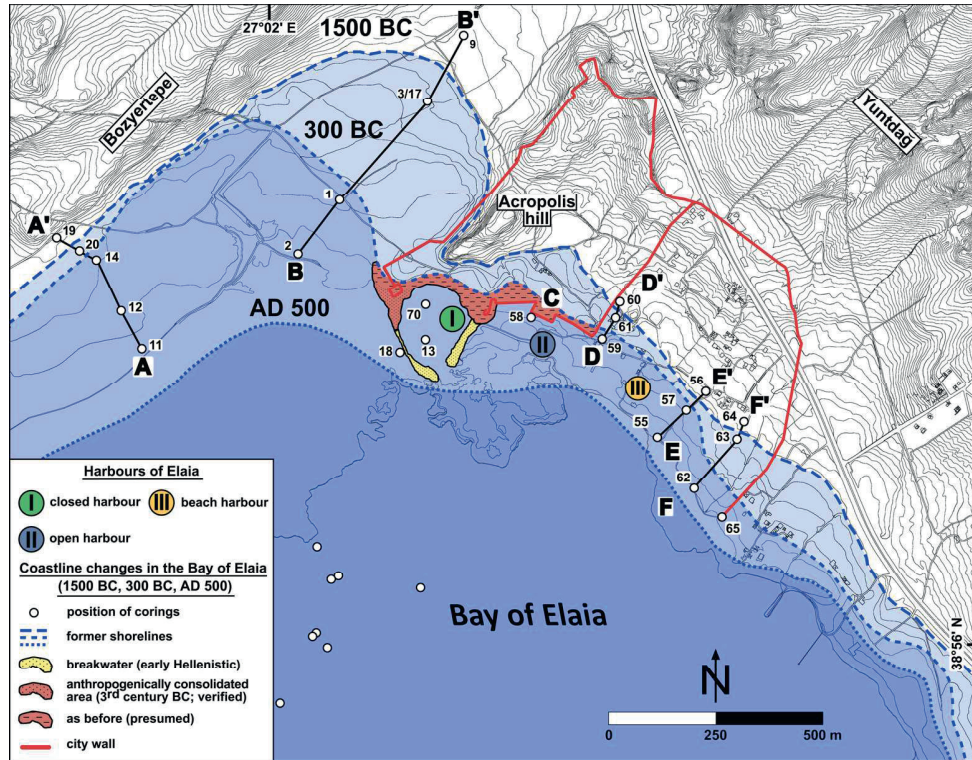 27°02' E
1500 BC
B'
9
3/17
Bozyertepe
Yuntdag
300 BC
Acropolis
hill
A'
19
20
14
1
2
B
12
11
A
AD 500
70
I
13
18
58
C
II
D'
60
61
59
D
III
56
E'
57
55
E
64
F'
63
62
F
65
Bay of Elaia
38°56' N
N
0 250 500 m
Harbours of Elaia
I closed harbour III beach harbour
II open harbour
Coastline changes in the Bay of Elaia
(1500 BC, 300 BC, AD 500)
position of corings
former shorelines
breakwater (early Hellenistic)
anthropogenically consolidated
area (3rd century BC; verified)
as before (presumed)
city wall